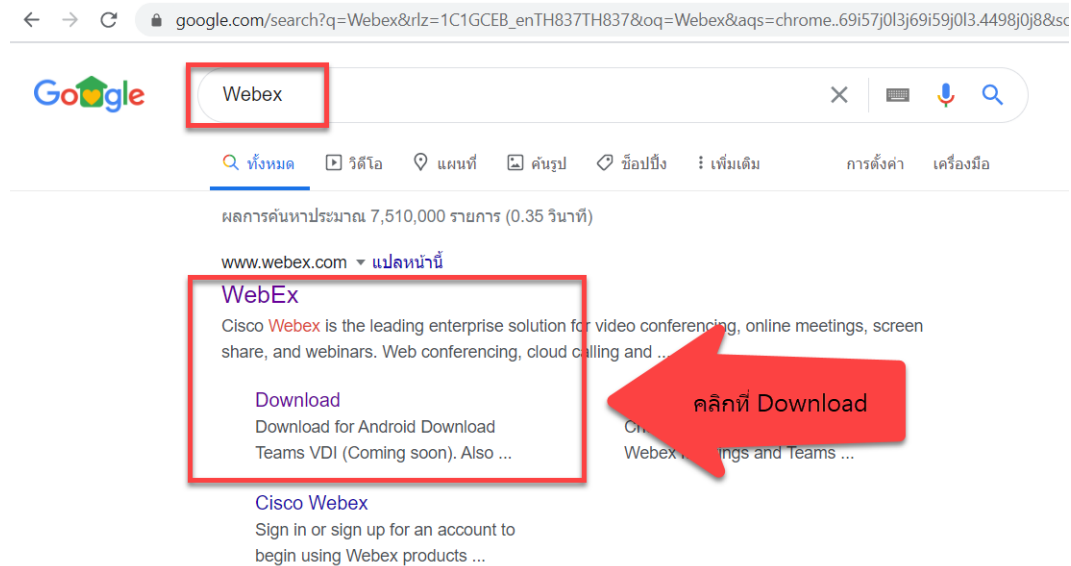 google.com/search?q=Webex&rlz=1C1GCEB_enTH837TH837&oq=Webex&aqs=chrome..69i57j0l3j69i59j0l3.4498j0j8&sc
Google
Webex
ทั้งหมด วิดีโอ แผนที่ ค้นรูป ช็อปปิ้ง เพิ่มเติม การตั้งค่า เครื่องมือ
ผลการค้นหาประมาณ 7,510,000 รายการ (0.35 วินาที)
www.webex.com แปลหน้านี้
WebEx
Cisco Webex is the leading enterprise solution for video conferencing, online meetings, screen
share, and webinars. Web conferencing, cloud calling and ...
คลิกที่ Download
Download
Download for Android Download
Teams VDI (Coming soon). Also ...
Webex and Teams ...
Cisco Webex
Sign in or sign up for an account to
begin using Webex products ...